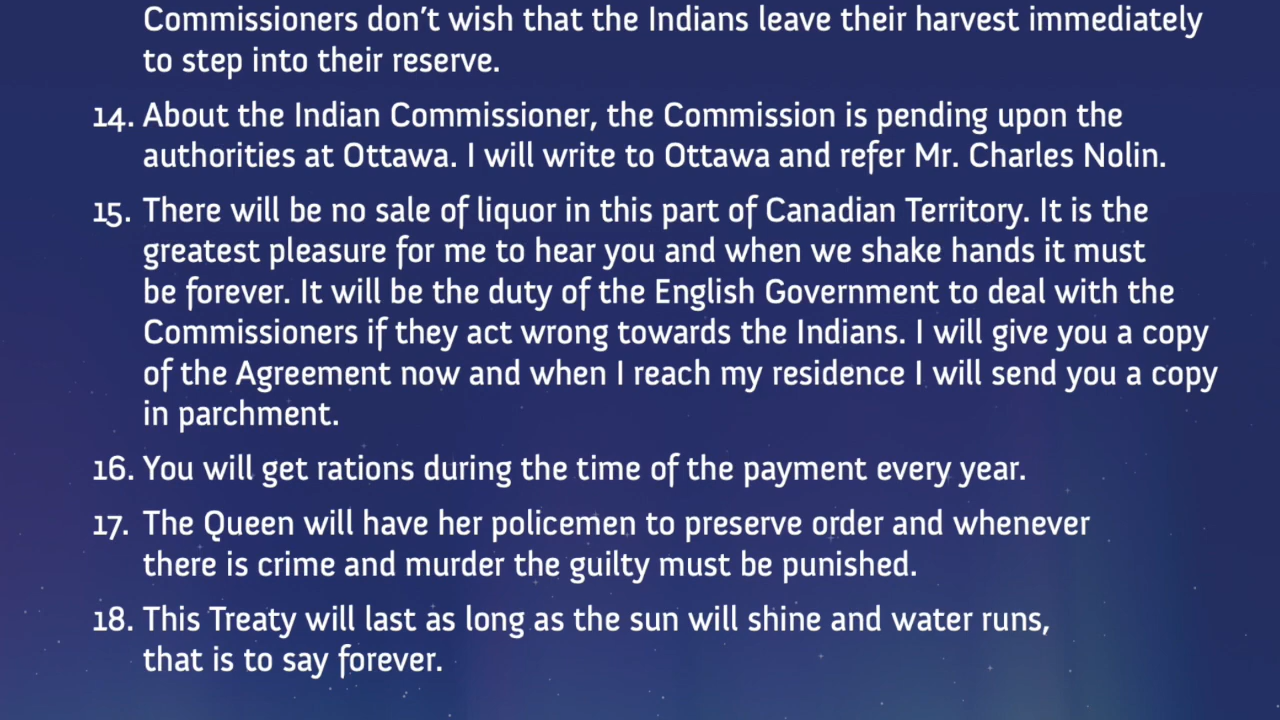 Commissioners don’t wish that the Indians leave their harvest immediately
to step into their reserve.
14. About the Indian Commissioner, the Commission is pending upon the
authorities at Ottawa. I will write to Ottawa and refer Mr. Charles Nolin.
15. There will be no sale of liquor in this part of Canadian Territory. It is the
greatest pleasure for me to hear you and when we shake hands it must
be forever. It will be the duty of the English Government to deal with the
Commissioners if they act wrong towards the Indians. I will give you a copy
of the Agreement now and when I reach my residence I will send you a copy
in parchment.
16. You will get rations during the time of the payment every year.
17. The Queen will have her policemen to preserve order and whenever
there is crime and murder the guilty must be punished.
18. This Treaty will last as long as the sun will shine and water runs,
that is to say forever.